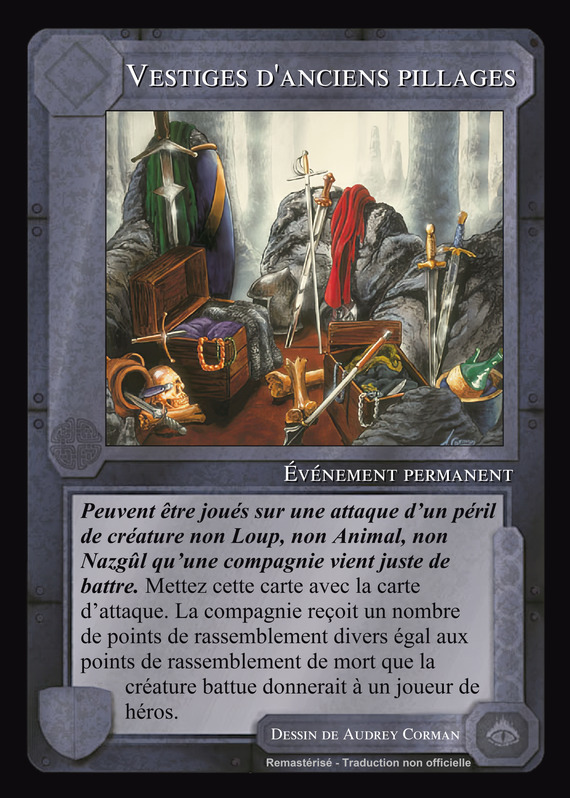 VESTIGES D'ANCIENS PILLAGES
ÉVÉNEMENT PERMANENT
Peuvent être joués sur une attaque d'un péril
de créature non Loup, non Animal, non
Nazgûl qu'une compagnie vient juste de
battre. Mettez cette carte avec la carte
d'attaque. La compagnie reçoit un nombre
de points de rassemblement divers égal aux
points de rassemblement de mort que la
créature battue donnerait à un joueur de
héros.
DESSIN DE AUDREY CORMAN
Remastérisé - Traduction non officielle